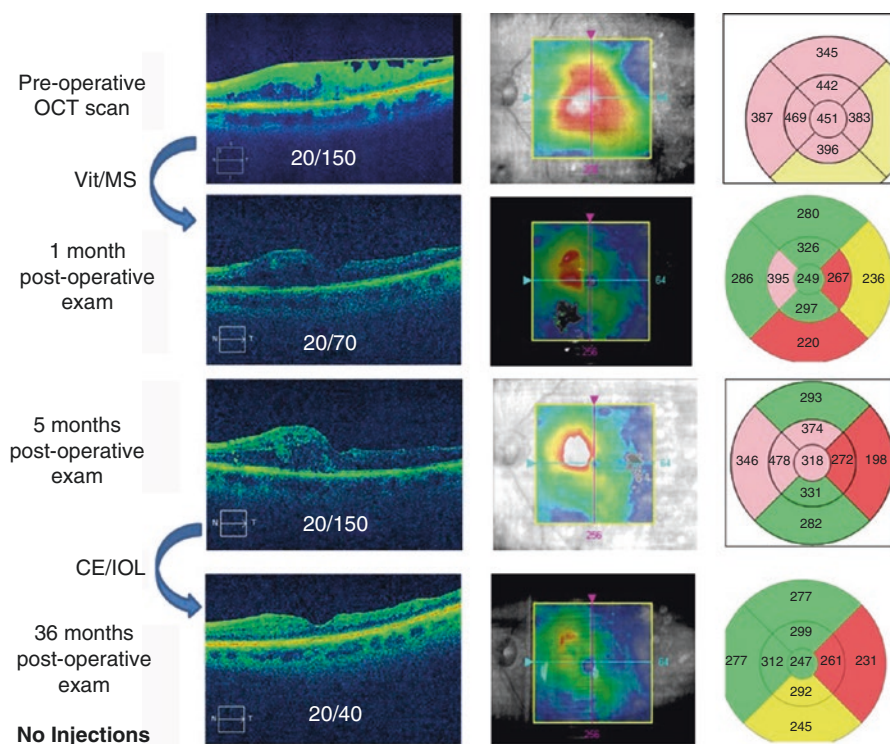 Pre-operative
OCT scan
20/150
256
345
442
387 469 451 383
396
Vit/MS
1 month
post-operative
exam
N T
20/70
64
256
280
326
286 395 249 267 236
297
220
5 months
post-operative
exam
N T
20/150
64
256
293
374
346 478 318 272 198
331
282
CE/IOL
36 months
post-operative
exam
N T
20/40
64
256
277
299
277 312 247 261 231
292
245
No Injections